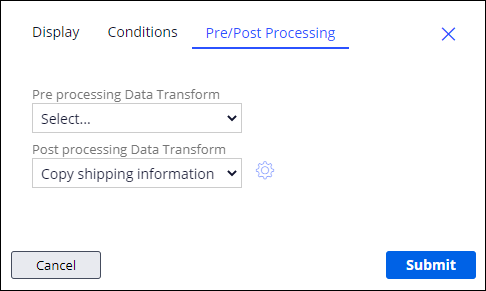 Display Conditions Pre/Post Processing
Pre processing Data Transform
Select...
Post processing Data Transform
Copy shipping information
Cancel Submit